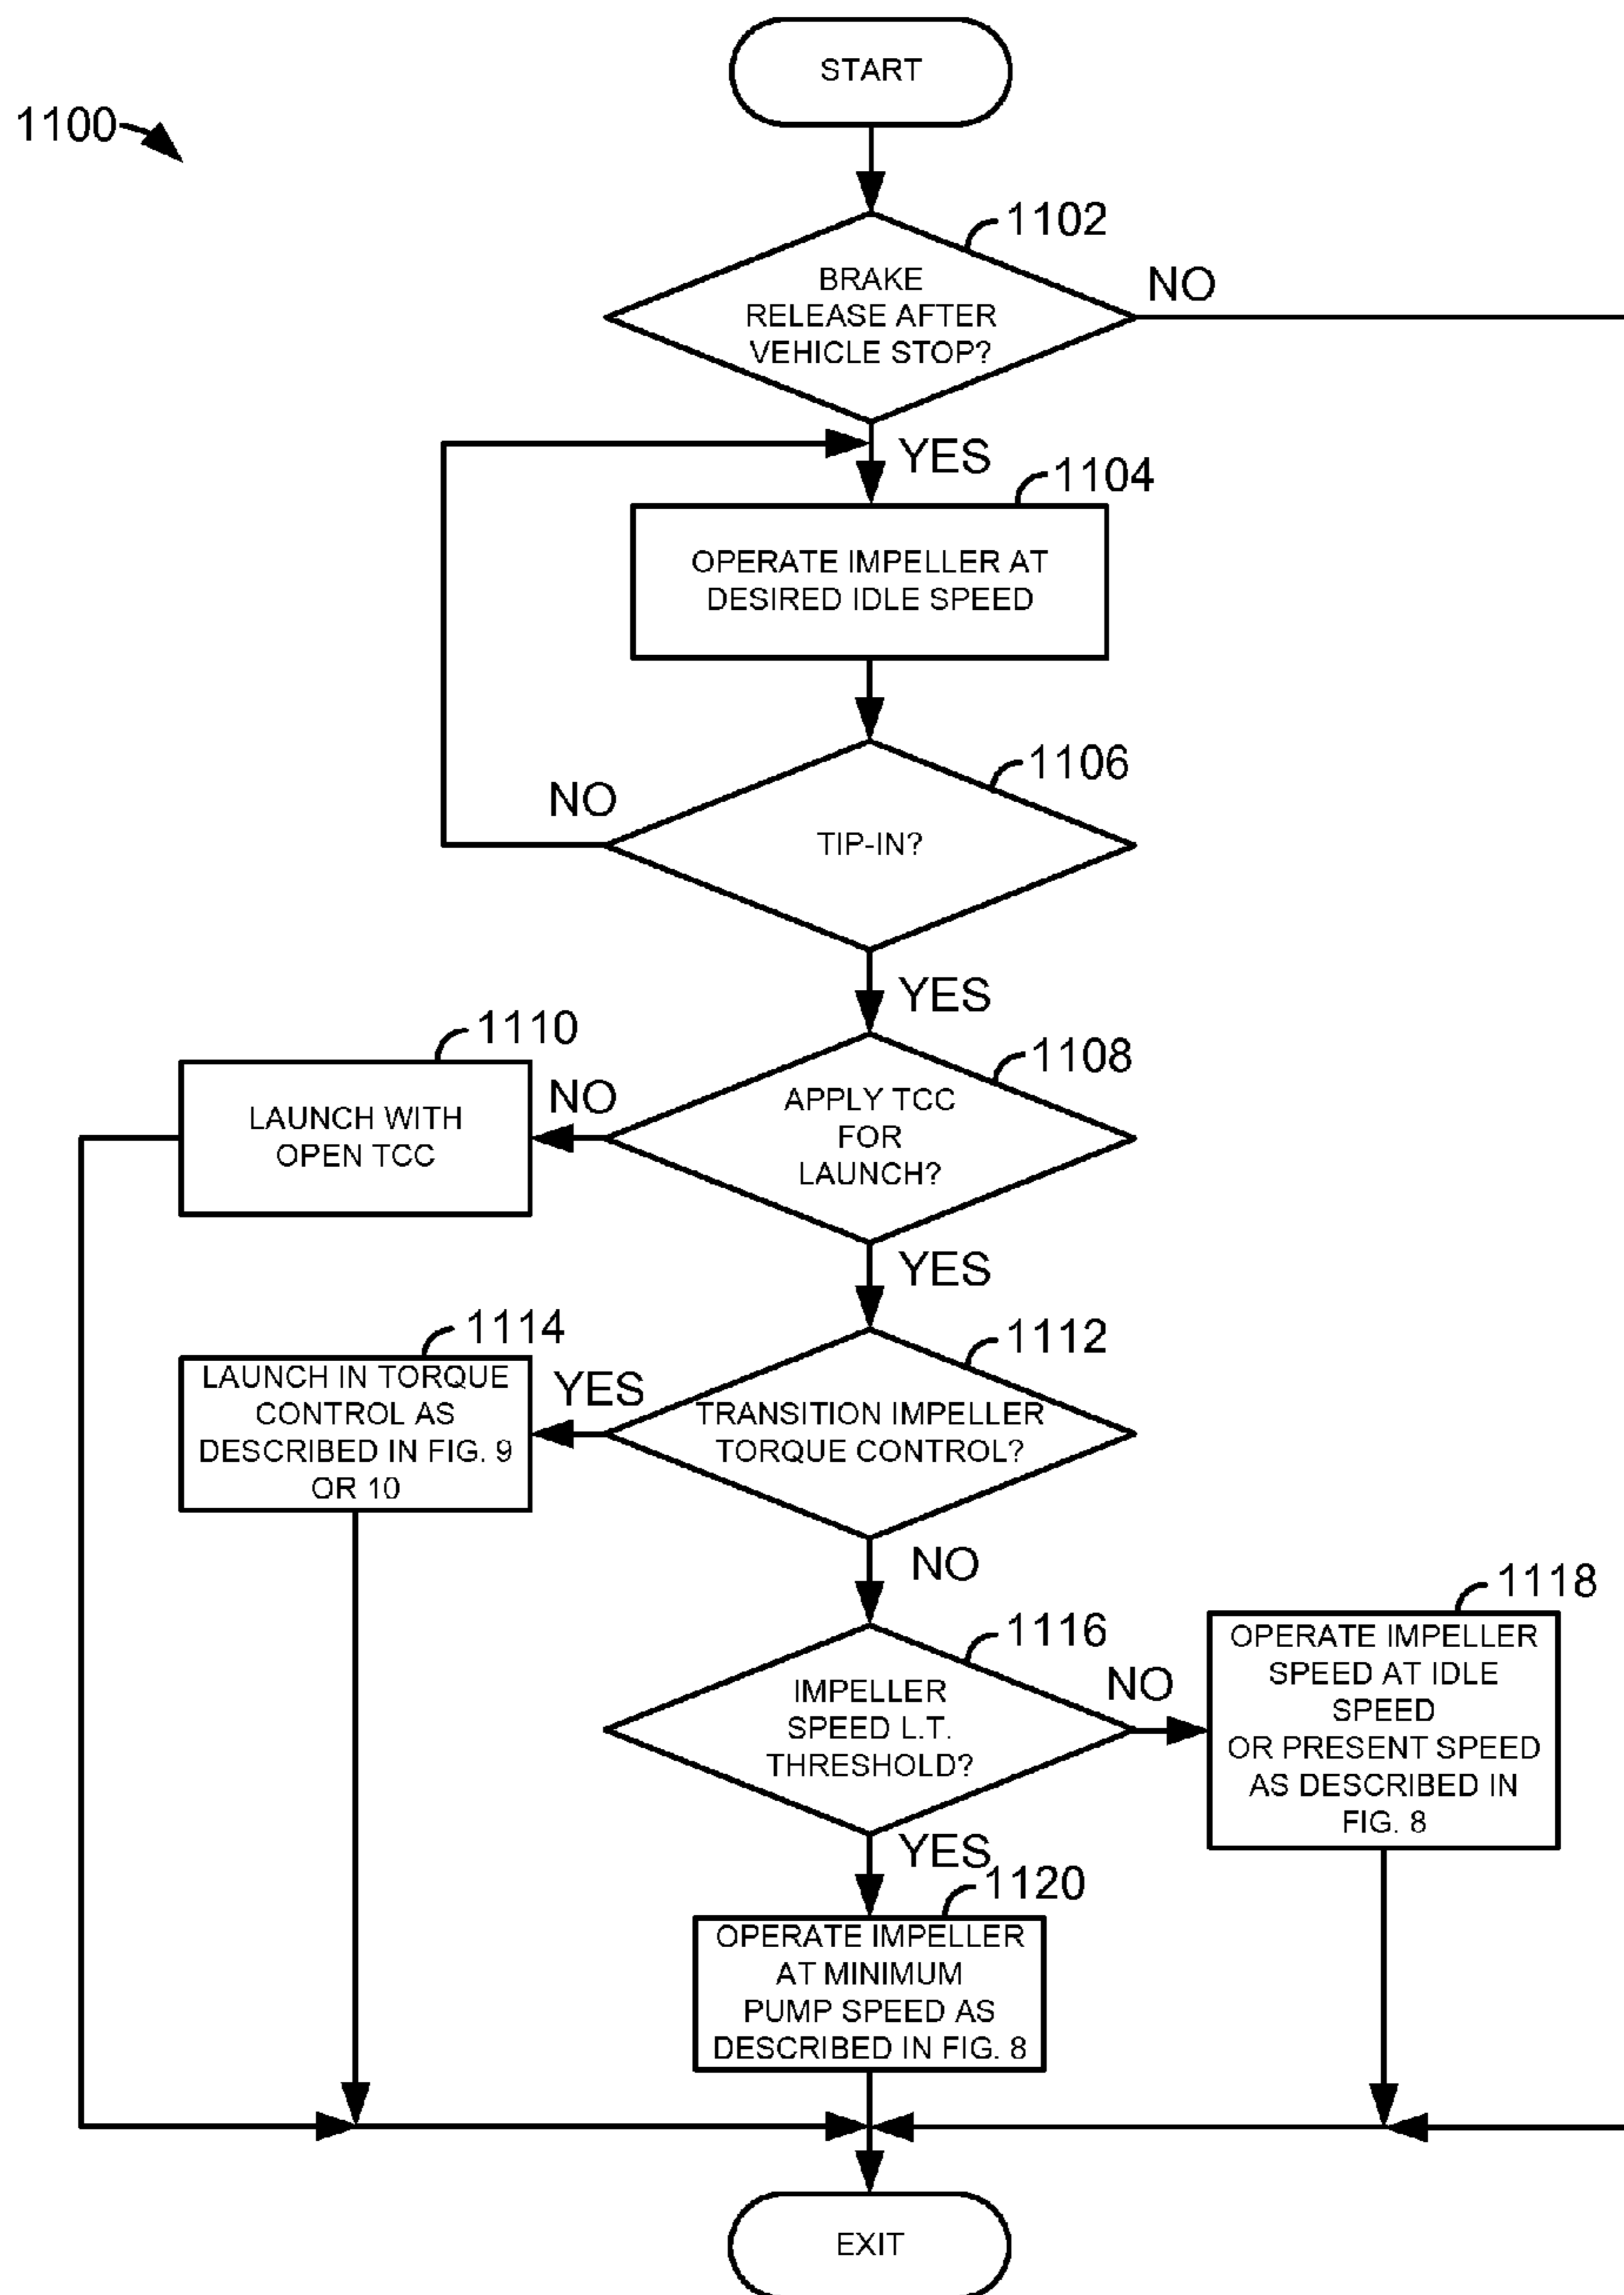 START
1100
1102
BRAKE
RELEASE AFTER
VEHICLE STOP?
NO
YES
1104
OPERATE IMPELLER AT
DESIRED IDLE SPEED
1106
NO
TIP-IN?
YES
1110
1108
LAUNCH WITH
OPEN TCC
NO
APPLY TCC
FOR
LAUNCH?
YES
1114
1112
LAUNCH IN TORQUE
CONTROL AS
DESCRIBED IN FIG. 9
OR 10
YES
TRANSITION IMPELLER
TORQUE CONTROL?
NO
1118
1116
IMPELLER
SPEED L.T.
THRESHOLD?
NO
OPERATE IMPELLER
SPEED AT IDLE
SPEED
OR PRESENT SPEED
AS DESCRIBED IN
FIG. 8
YES
1120
OPERATE IMPELLER
AT MINIMUM
PUMP SPEED AS
DESCRIBED IN FIG. 8
EXIT